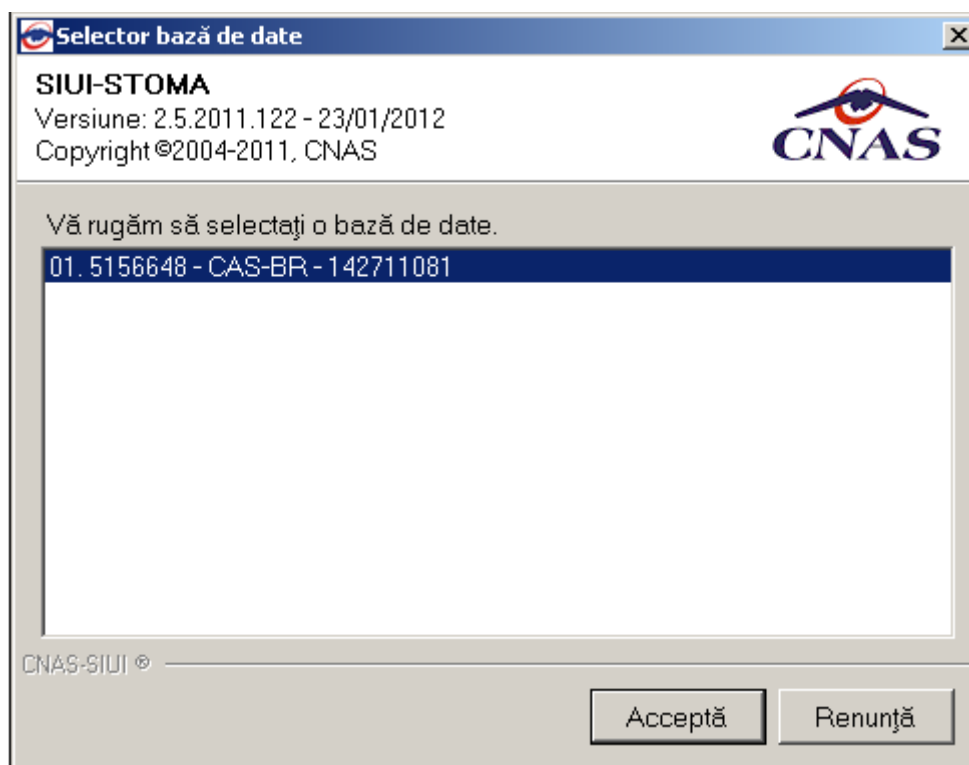 Selector bază de date
SIUI-STOMA
Versiune: 2.5.2011.122 - 23/01/2012
Copyright ©2004-2011, CNAS
CNAS
Vă rugăm să selectaţi o bază de date.
01. 5156648 - CAS-BR - 142711081
CNAS-SIUI ®
Acceptă
Renunţă